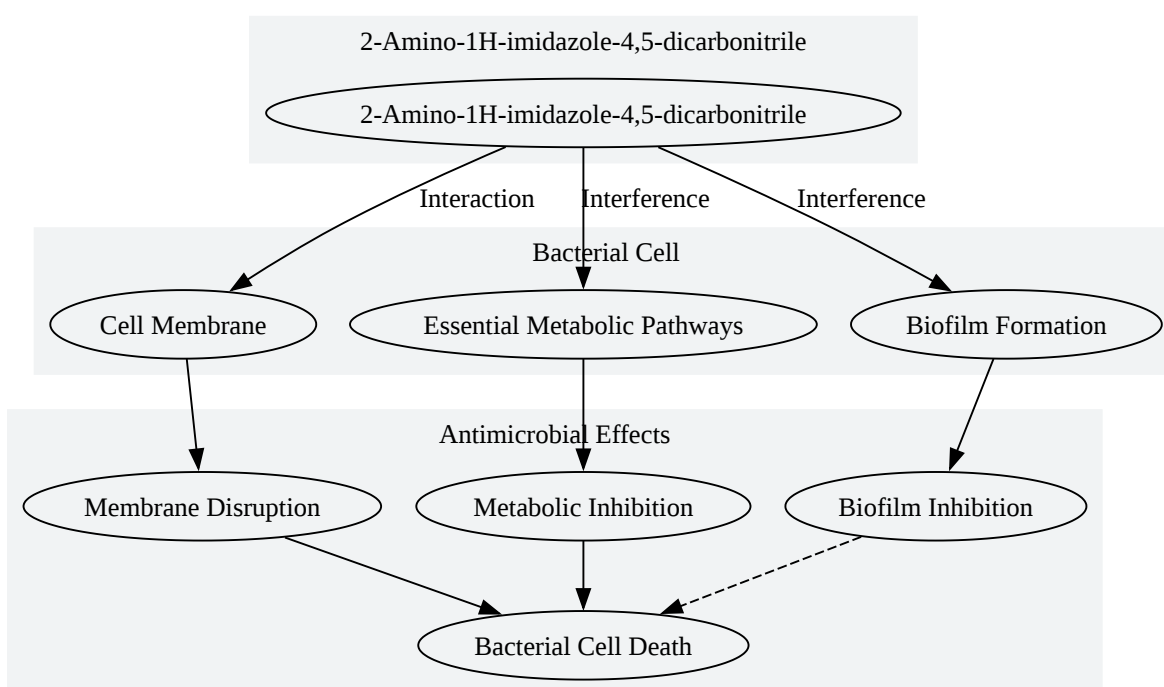 2-Amino-1H-imidazole-4,5-dicarbonitrile
2-Amino-1H-imidazole-4,5-dicarbonitrile
Interaction
Interference
Interference
Bacterial Cell
Cell Membrane
Essential Metabolic Pathways
Biofilm Formation
Antimicrobial Effects
Membrane Disruption
Metabolic Inhibition
Biofilm Inhibition
Bacterial Cell Death